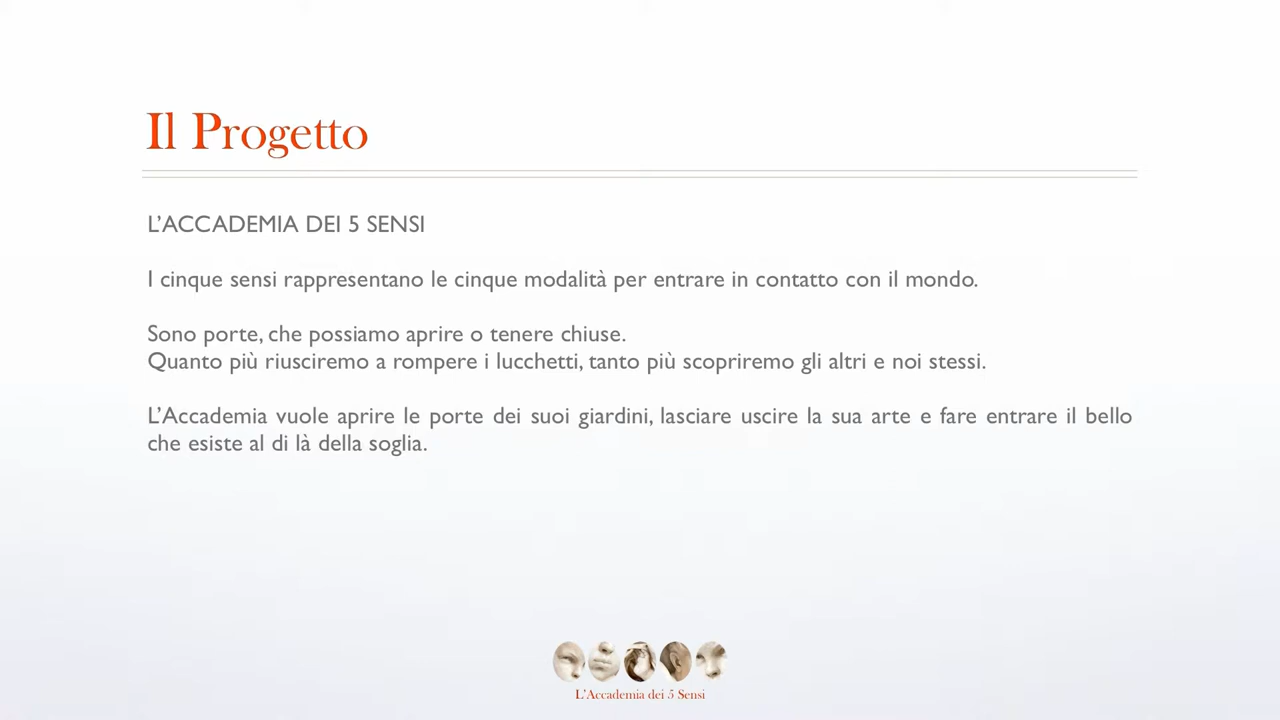 Il Progetto
L’ACCADEMIA DEI 5 SENSI
I cinque sensi rappresentano le cinque modalità per entrare in contatto con il mondo.
Sono porte, che possiamo aprire o tenere chiuse.
Quanto più riusciremo a rompere i lucchetti, tanto più scopriremo gli altri e noi stessi.
L’Accademia vuole aprire le porte dei suoi giardini, lasciare uscire la sua arte e fare entrare il bello
che esiste al di là della soglia.
L’Accademia dei 5 Sensi